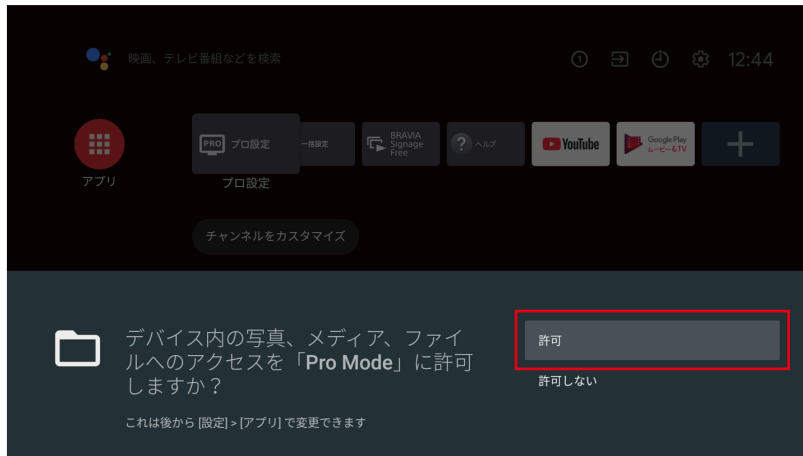 映画、テレビ番組などを検索
12:44
PRO プロ設定
一括設定
BRAVIA
Signage
Free
? ヘルプ
YouTube
Google Play
ムービー&TV
アプリ
プロ設定
チャンネルをカスタマイズ
デバイス内の写真、メディア、ファイ
ルへのアクセスを「Pro Mode」に許可
しますか?
これは後から [設定] > [アプリ] で変更できます
許可
許可しない